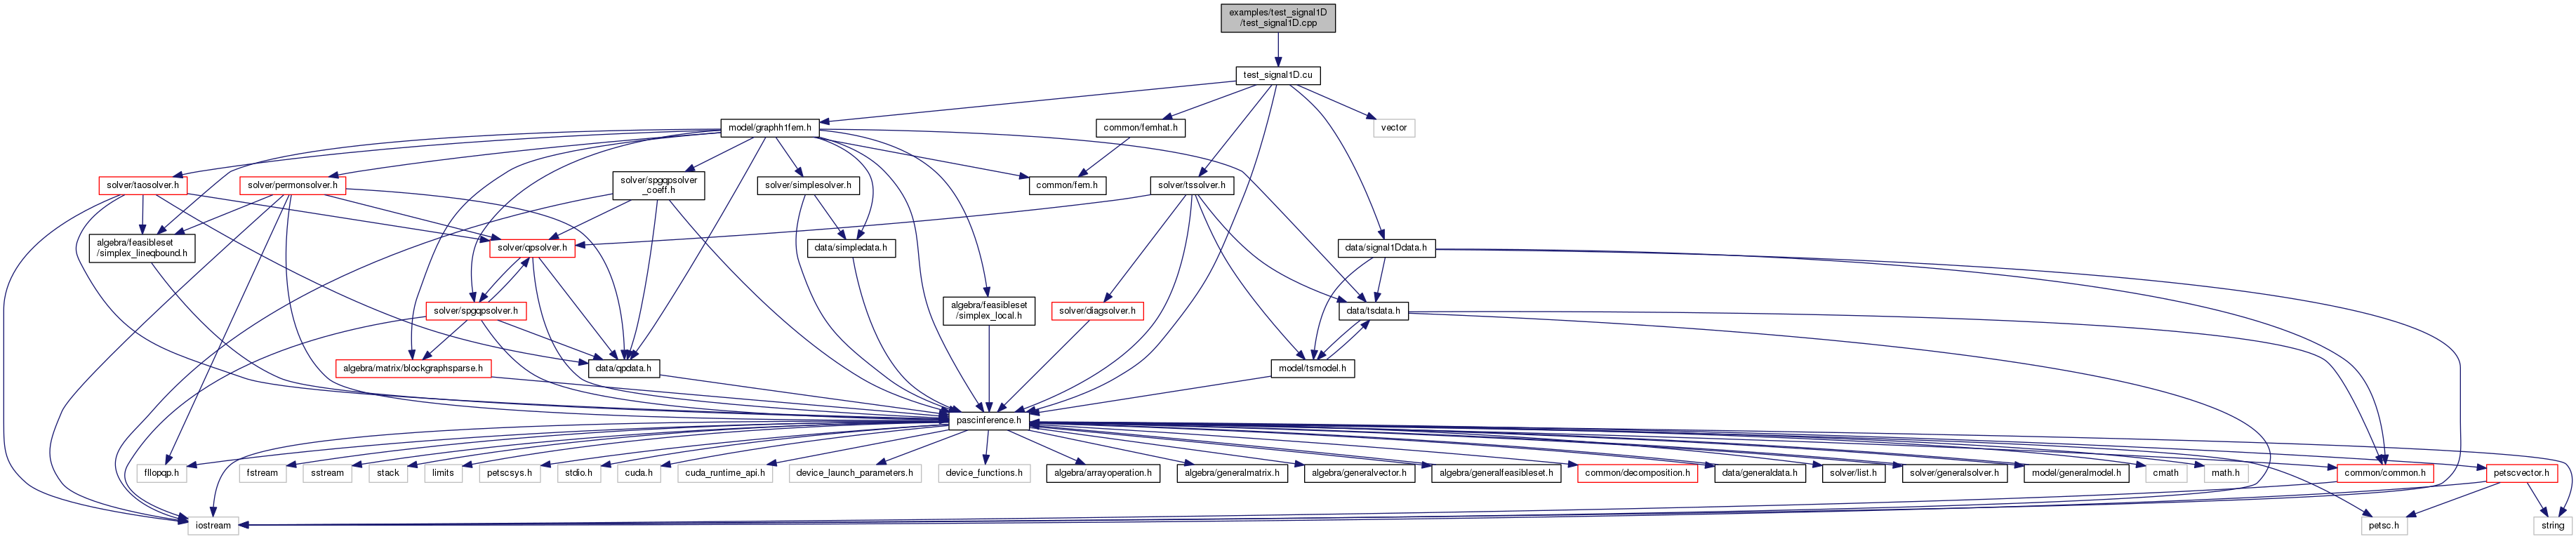 examples/test_signal1D
/test_signal1D.cpp
test_signal1D.cu
model/graphh1fem.h
common/femhat.h
vector
solver/taosolver.h
solver/permonsolver.h
solver/spgqpsolver
_coeff.h
solver/simplesolver.h
common/fem.h
solver/tssolver.h
algebra/feasibleset
/simplex_lineqbound.h
solver/qpsolver.h
data/simpledata.h
data/signal1Ddata.h
solver/spgqpsolver.h
algebra/feasibleset
/simplex_local.h
solver/diagsolver.h
data/tsdata.h
algebra/matrix/blockgraphsparse.h
data/qpdata.h
model/tsmodel.h
pascinference.h
fllopqp.h
fstream
sstream
stack
limits
petscsys.h
stdio.h
cuda.h
cuda_runtime_api.h
device_launch_parameters.h
device_functions.h
algebra/arrayoperation.h
algebra/generalmatrix.h
algebra/generalvector.h
algebra/generalfeasibleset.h
common/decomposition.h
data/generaldata.h
solver/list.h
solver/generalsolver.h
model/generalmodel.h
cmath
math.h
common/common.h
petscvector.h
iostream
petsc.h
string